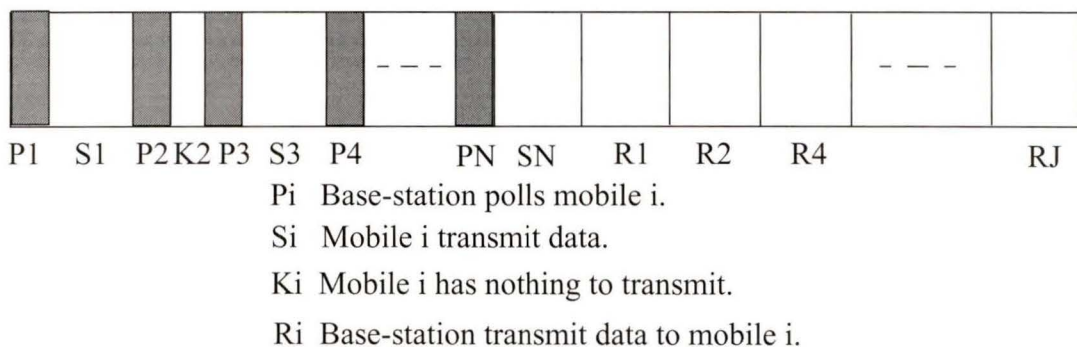 P1 S1 P2 K2 P3 S3 P4 PN SN R1 R2 R4 RJ
Pi Base-station polls mobile i.
Si Mobile i transmit data.
Ki Mobile i has nothing to transmit.
Ri Base-station transmit data to mobile i.